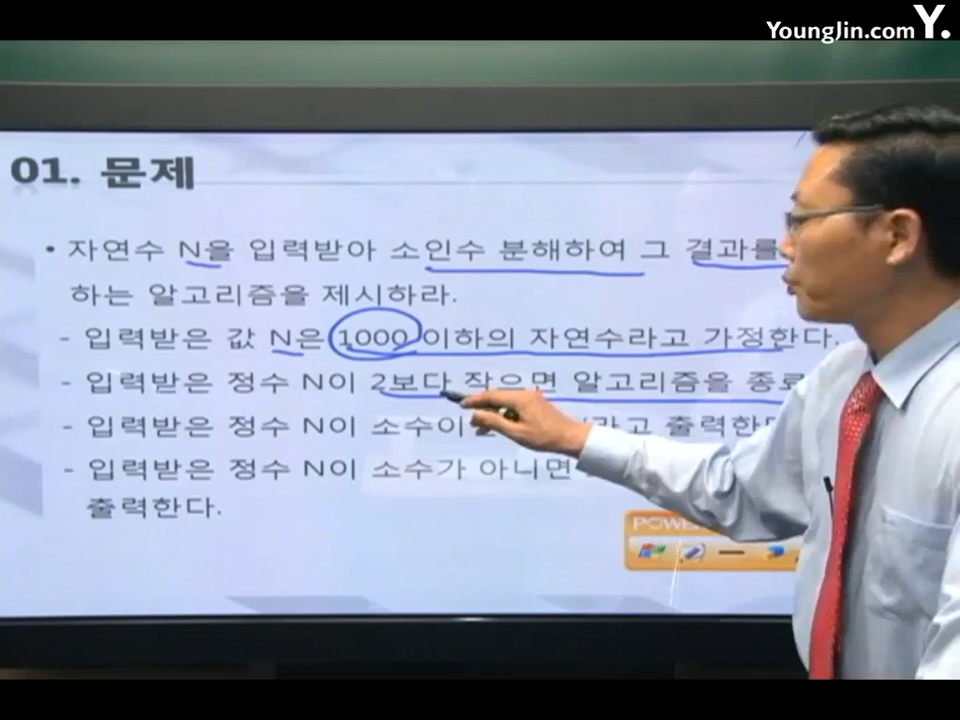 YoungJin.com Y.
01. 문제
• 자연수 N을 입력받아 소인수 분해하여 그 결과를
하는 알고리즘을 제시하라.
- 입력받은 값 N은 1000 이하의 자연수라고 가정한다.
- 입력받은 정수 N이 2보다 작으면 알고리즘을 종료
- 입력받은 정수 N이 소수이 라고 출력한다
- 입력받은 정수 N이 소수가 아니면
출력한다.
POWE